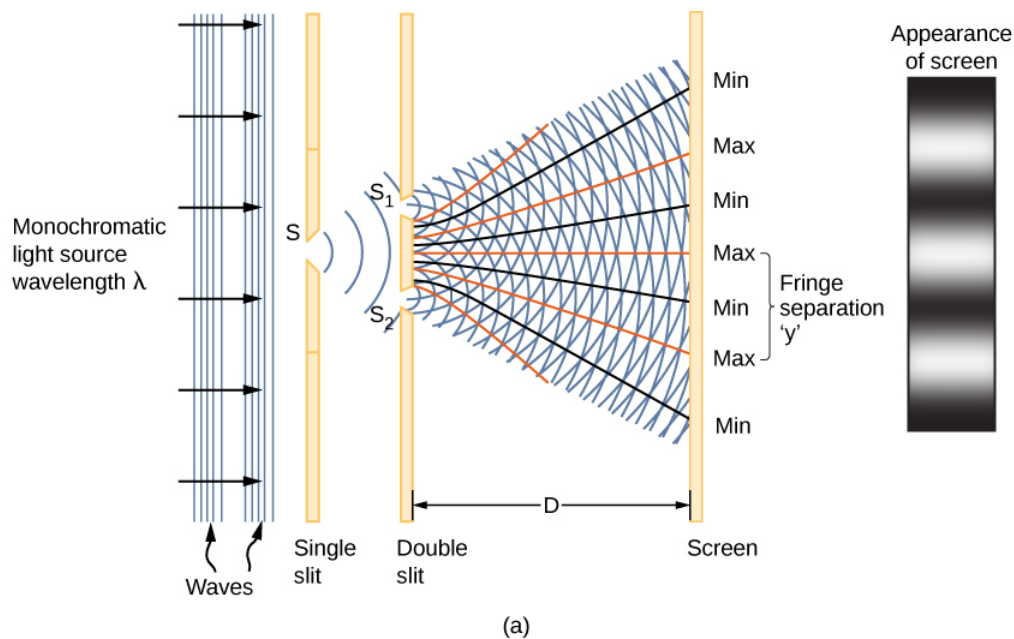 Appearance
of screen
Monochromatic
light source
wavelength λ
S
S1
S2
Min
Max
Min
Max
Min
Max
Min
Fringe
separation
‘y’
D
Waves
Single
slit
Double
slit
Screen
(a)